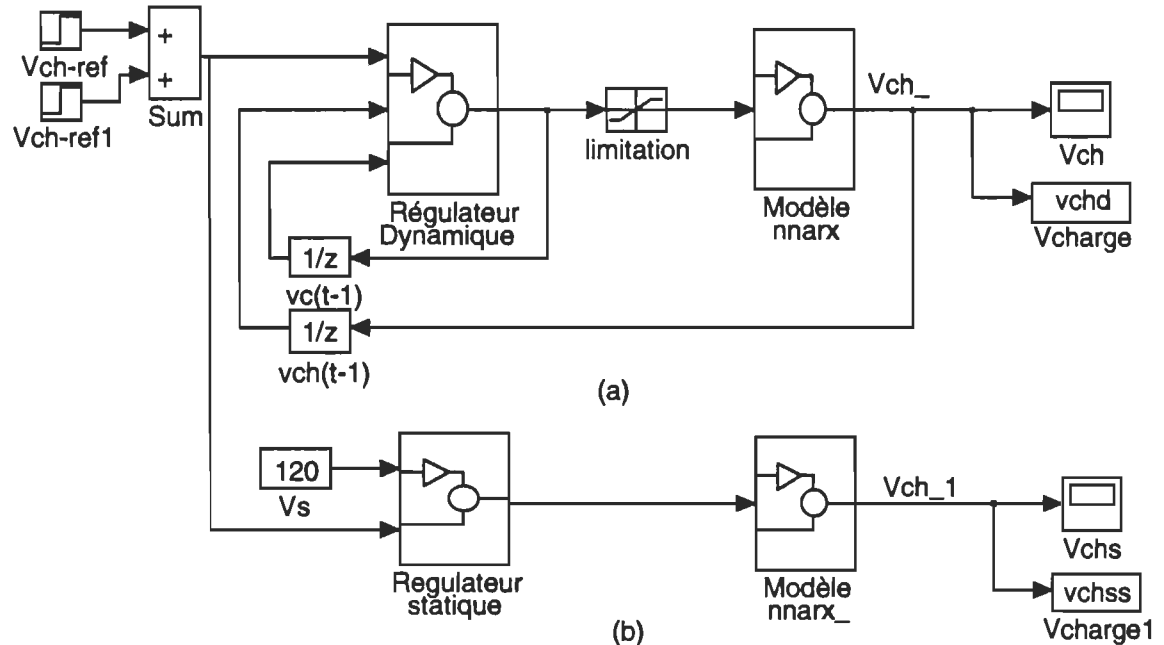 Vch-ref
Vch-ref1
+
+
Sum
Régulateur
Dynamique
limitation
Modèle
nnarx
Vch_
Vch
vchd
Vcharge
1/z
vc(t-1)
1/z
vch(t-1)
(a)
120
Vs
Regulateur
statique
Modèle
nnarx_
Vch_1
Vchs
vchss
Vcharge1
(b)